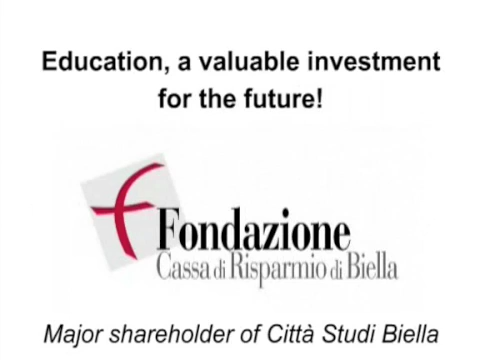 Education, a valuable investment
for the future!
Fondazione
Cassa di Risparmio di Biella
Major shareholder of Città Studi Biella